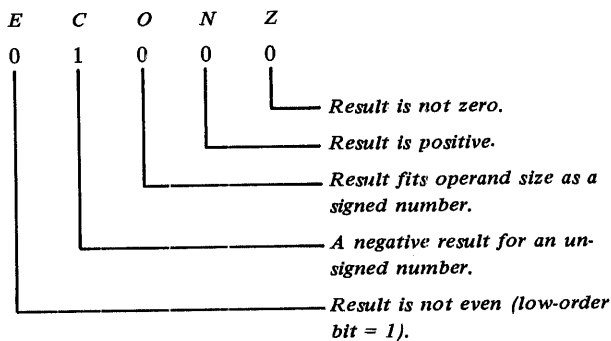 E C O N Z
0 1 0 0 0
Result is not zero.
Result is positive.
Result fits operand size as a
signed number.
A negative result for an un-
signed number.
Result is not even (low-order
bit = 1).